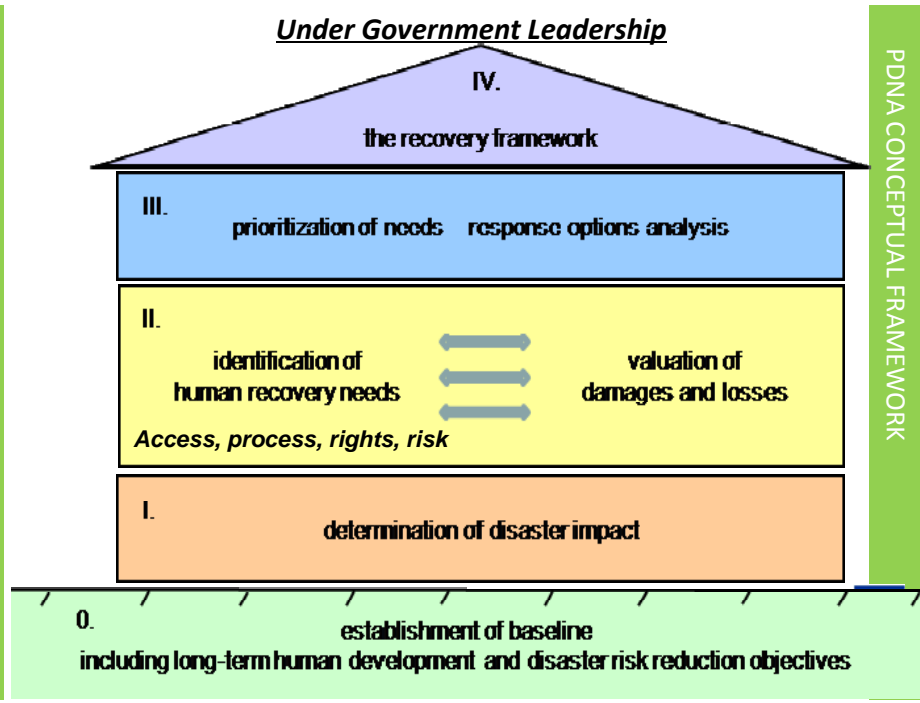 Under Government Leadership
IV.
the recovery framework
III.
prioritization of needs response options analysis
II.
identification of
human recovery needs
valuation of
damages and losses
Access, process, rights, risk
I.
determination of disaster impact
0.
establishment of baseline
including long-term human development and disaster risk reduction objectives
PDNA CONCEPTUAL FRAMEWORK